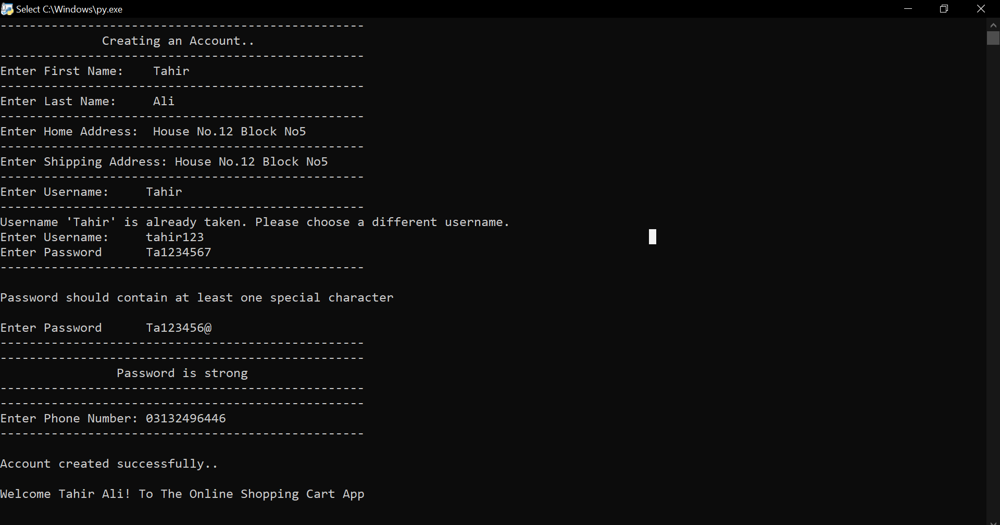 Select C:\Windows\py.exe
--------------------------------------------------
Creating an Account..
--------------------------------------------------
Enter First Name:    Tahir
--------------------------------------------------
Enter Last Name:     Ali
--------------------------------------------------
Enter Home Address:  House No.12 Block No5
--------------------------------------------------
Enter Shipping Address: House No.12 Block No5
--------------------------------------------------
Enter Username:     Tahir
--------------------------------------------------
Username 'Tahir' is already taken. Please choose a different username.
Enter Username:     tahir123
Enter Password      Ta1234567
--------------------------------------------------
Password should contain at least one special character
Enter Password      Ta123456@
--------------------------------------------------
--------------------------------------------------
Password is strong
--------------------------------------------------
--------------------------------------------------
Enter Phone Number: 03132496446
--------------------------------------------------
Account created successfully..
Welcome Tahir Ali! To The Online Shopping Cart App